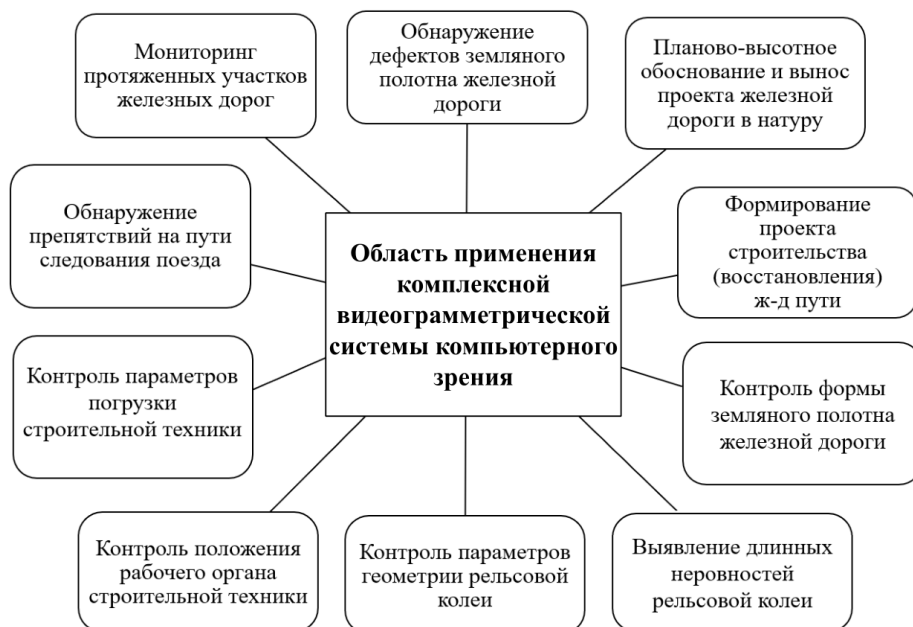 Мониторинг
протяженных участков
железных дорог
Обнаружение
дефектов земляного
полотна железной
дороги
Планово-высотное
обоснование и вынос
проекта железной
дороги в натуру
Обнаружение
препятствий на пути
следования поезда
Область применения
комплексной
видеограмметрической
системы компьютерного
зрения
Формирование
проекта
строительства
(восстановления)
ж-д пути
Контроль параметров
погрузки
строительной техники
Контроль формы
земляного полотна
железной дороги
Контроль положения
рабочего органа
строительной техники
Контроль параметров
геометрии рельсовой
колеи
Выявление длинных
неровностей
рельсовой колеи